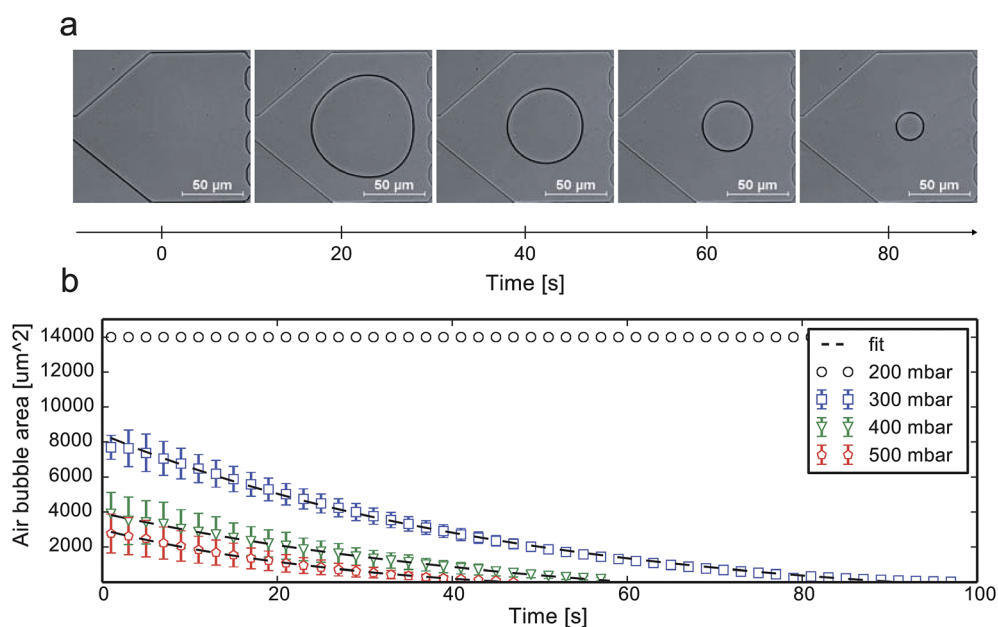 a
50 µm 50 µm 50 µm 50 µm 50 µm
0 20 40 60 80
Time [s]
b
Air bubble area [um^2]
14000
12000
10000
8000
6000
4000
2000
fit
200 mbar
300 mbar
400 mbar
500 mbar
0 20 40 60 80 100
Time [s]